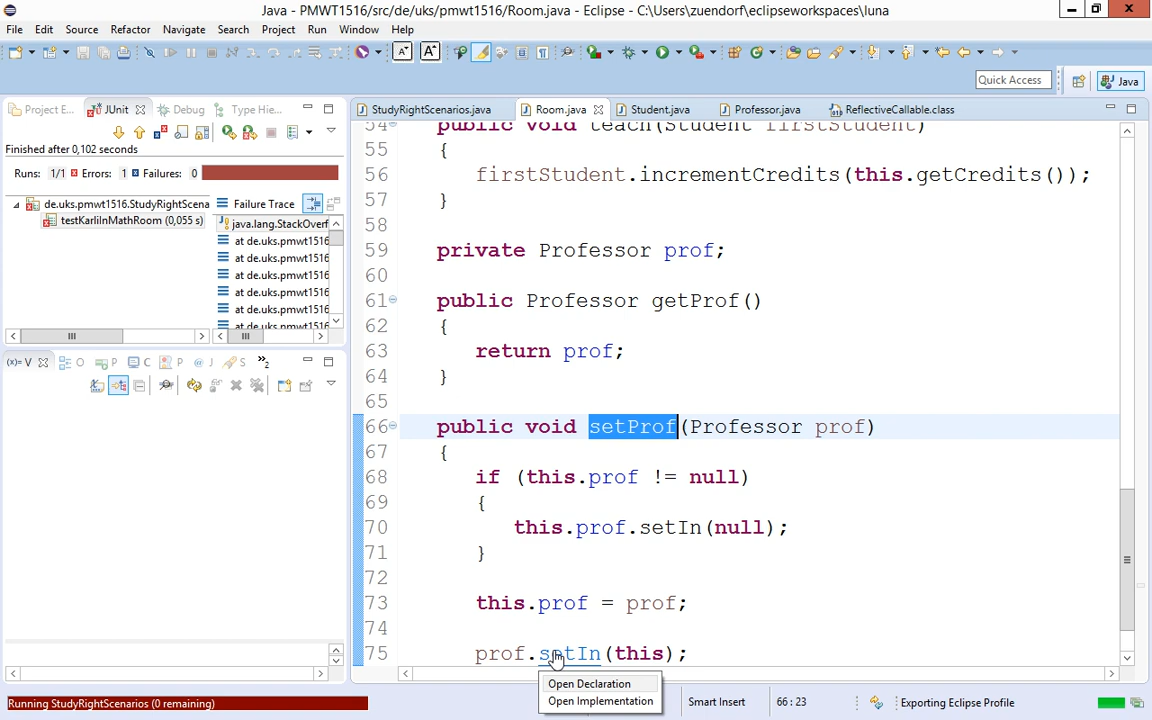 Java - PMWT1516/src/de/uks/pmwt1516/Room.java - Eclipse - C:\Users\zuendorf\eclipseworkspaces\luna
File Edit Source Refactor Navigate Search Project Run Window Help
Quick Access
Java
Project E...
JUnit
Debug
Type Hie...
Finished after 0,102 seconds
Runs: 1/1 Errors: 1 Failures: 0
de.uks.pmwt1516.StudyRightScena
testKarliInMathRoom (0,055 s)
Failure Trace
java.lang.StackOverf
at de.uks.pmwt1516
at de.uks.pmwt1516
at de.uks.pmwt1516
at de.uks.pmwt1516
at de.uks.pmwt1516
at de.uks.pmwt1516
(x)= V O P C P @ J S »2
StudyRightScenarios.java Room.java Student.java Professor.java ReflectiveCallable.class
54 public void teach(Student firstStudent)
55 {
56 firstStudent.incrementCredits(this.getCredits());
57 }
58
59 private Professor prof;
60
61 public Professor getProf()
62 {
63 return prof;
64 }
65
66 public void setProf(Professor prof)
67 {
68 if (this.prof != null)
69 {
70 this.prof.setIn(null);
71 }
72
73 this.prof = prof;
74
75 prof.setIn(this);
Open Declaration
Open Implementation
Running StudyRightScenarios (0 remaining)
Smart Insert
66 : 23
Exporting Eclipse Profile